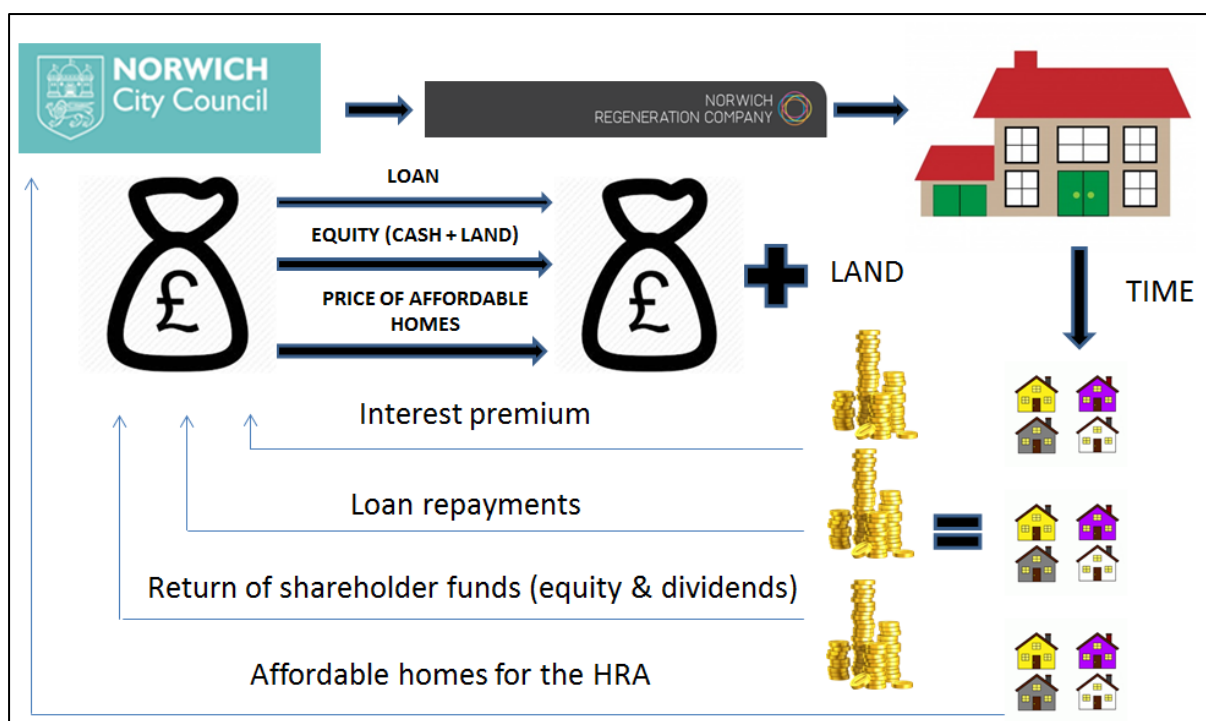 NORWICH
City Council
NORWICH
REGENERATION COMPANY
LOAN
EQUITY (CASH + LAND)
PRICE OF AFFORDABLE
HOMES
£
£
LAND
TIME
Interest premium
Loan repayments
Return of shareholder funds (equity & dividends)
Affordable homes for the HRA